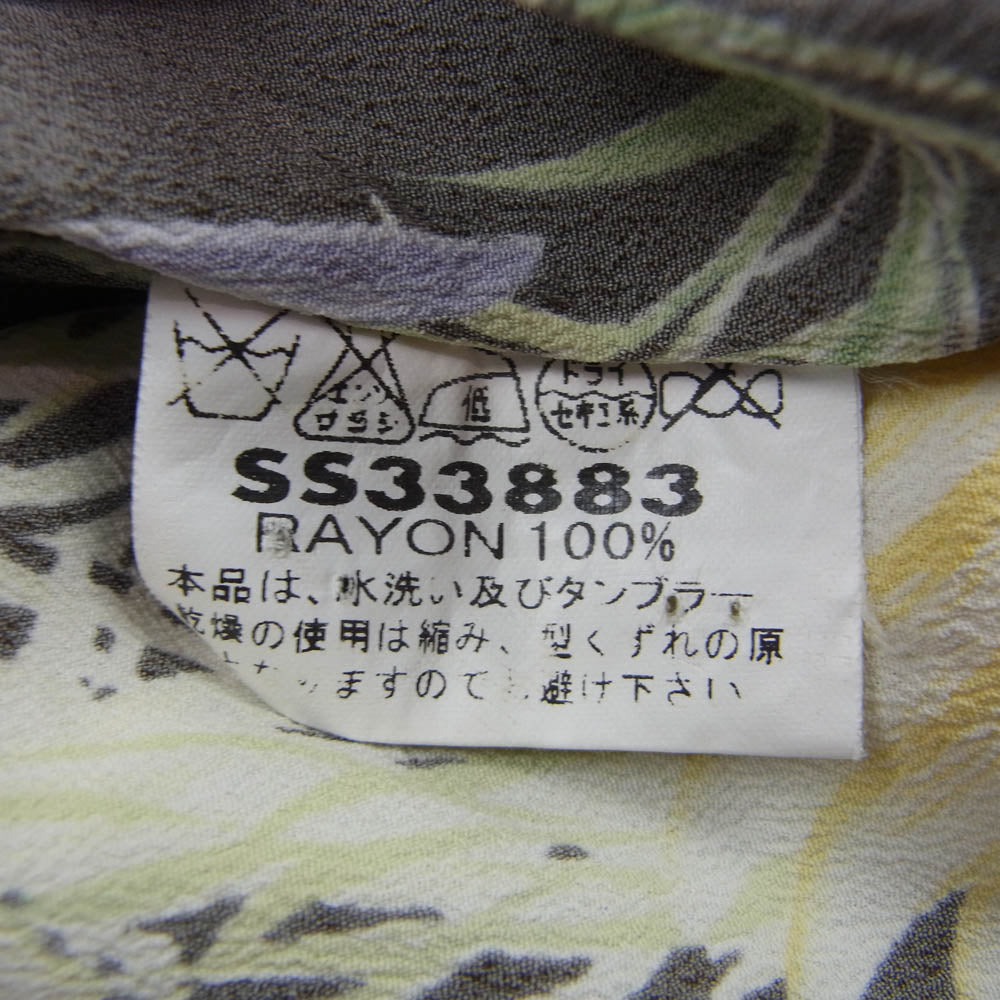 エンソ
サラシ
低
ドライ
セキユ系
SS33883
RAYON 100%
本品は、水洗い及びタンブラー
乾燥の使用は縮み、型くずれの原
ますので 避け下さい